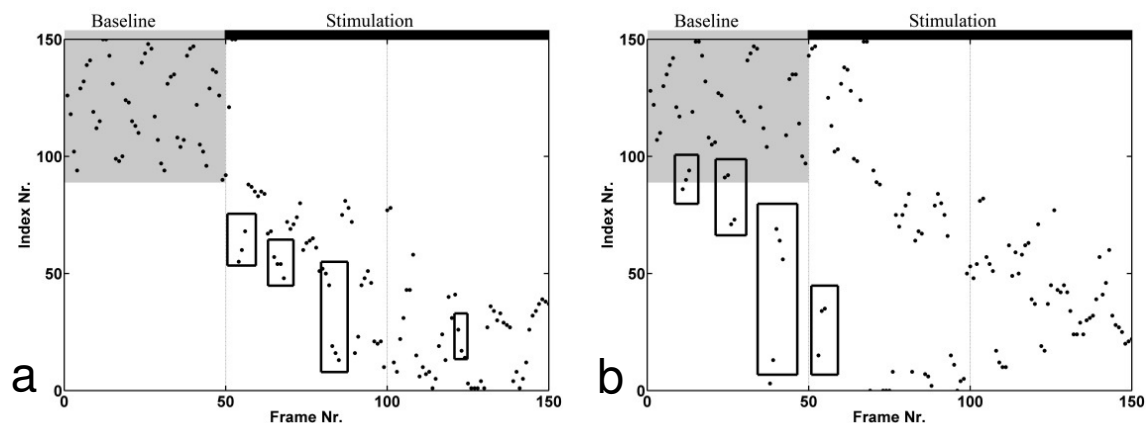 Baseline Stimulation
150
100
50
0
Index Nr.
0 50 100 150
Frame Nr.
a
Baseline Stimulation
150
100
50
0
Index Nr.
0 50 100 150
Frame Nr.
b